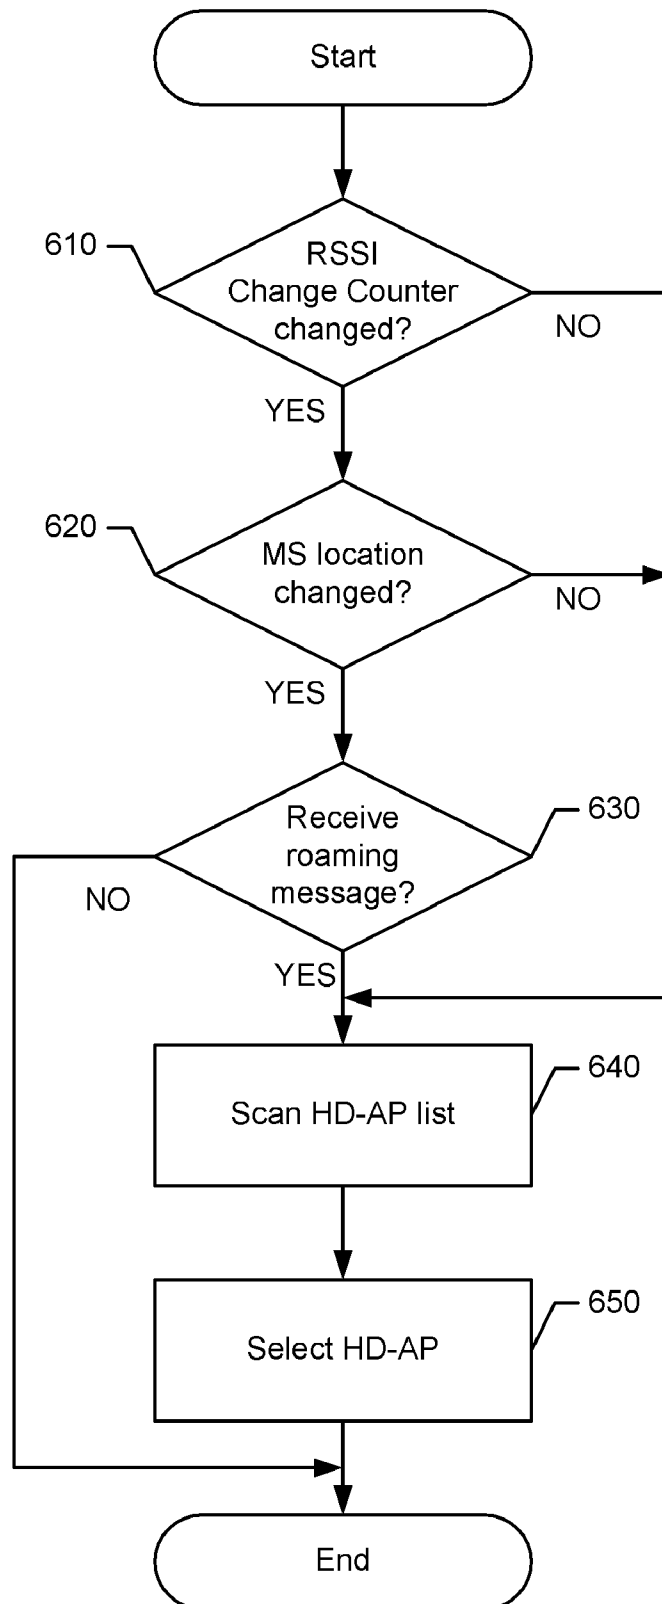 Start
610
RSSI
Change Counter
changed?
NO
YES
620
MS location
changed?
NO
YES
630
Receive
roaming
message?
NO
YES
640
Scan HD-AP list
650
Select HD-AP
End